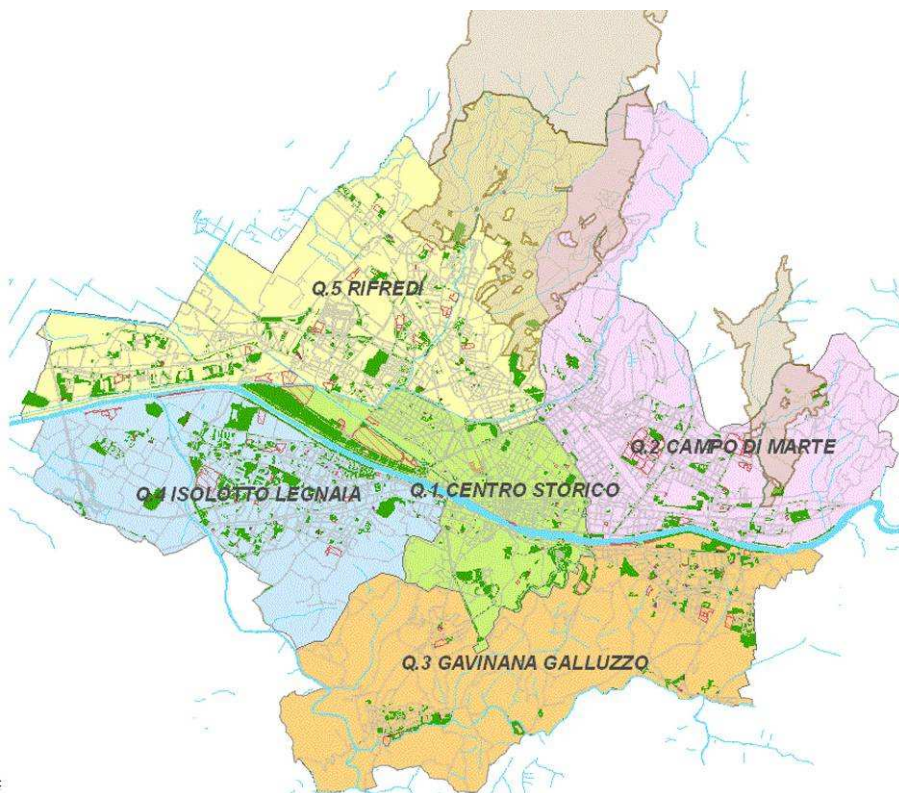 Q.5 RIFREDI
Q.2 CAMPO DI MARTE
Q.4 ISOLOTTO LEGNAIA
Q.1 CENTRO STORICO
Q.3 GAVINANA GALLUZZO